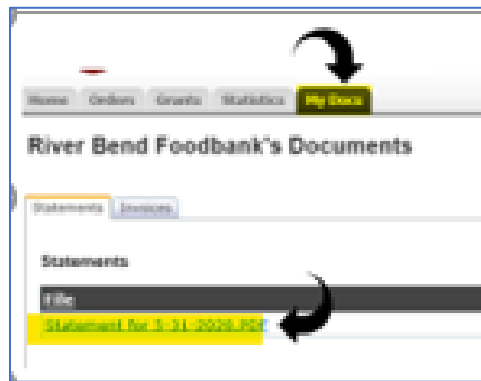 Home Orders Grants Statistics My Docs
River Bend Foodbank's Documents
Statements Invoices
Statements
File
Statement for 5-31-2020.PDF